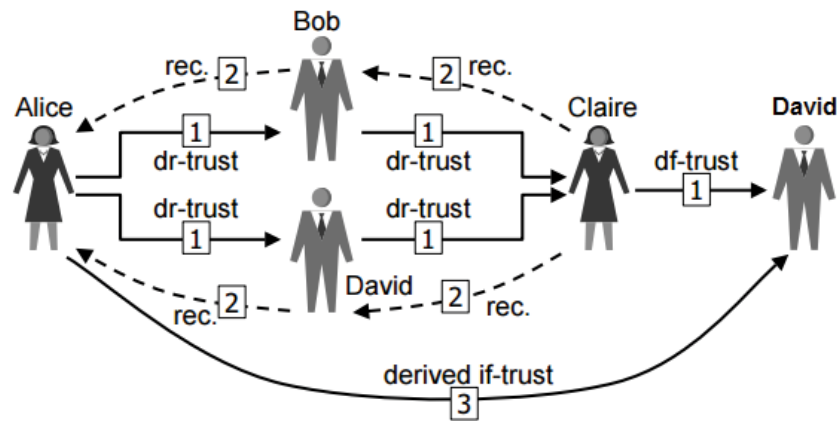 Bob
rec. 2 2 rec.
Alice Claire David
1 1 df-trust
dr-trust dr-trust
dr-trust dr-trust 1
1 1
David
rec. 2 2 rec.
derived if-trust
3